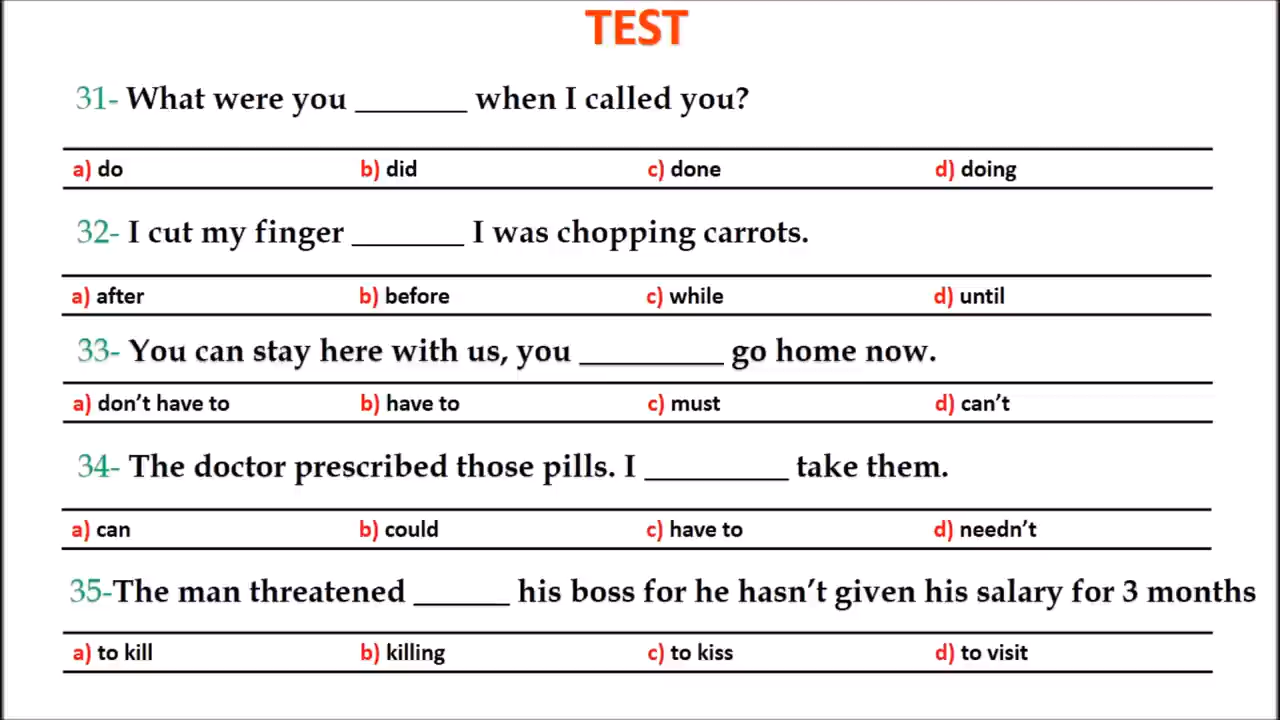 TEST
31- What were you _______ when I called you?
a) do b) did c) done d) doing
32- I cut my finger _______ I was chopping carrots.
a) after b) before c) while d) until
33- You can stay here with us, you _________ go home now.
a) don’t have to b) have to c) must d) can’t
34- The doctor prescribed those pills. I _________ take them.
a) can b) could c) have to d) needn’t
35-The man threatened ______ his boss for he hasn’t given his salary for 3 months
a) to kill b) killing c) to kiss d) to visit